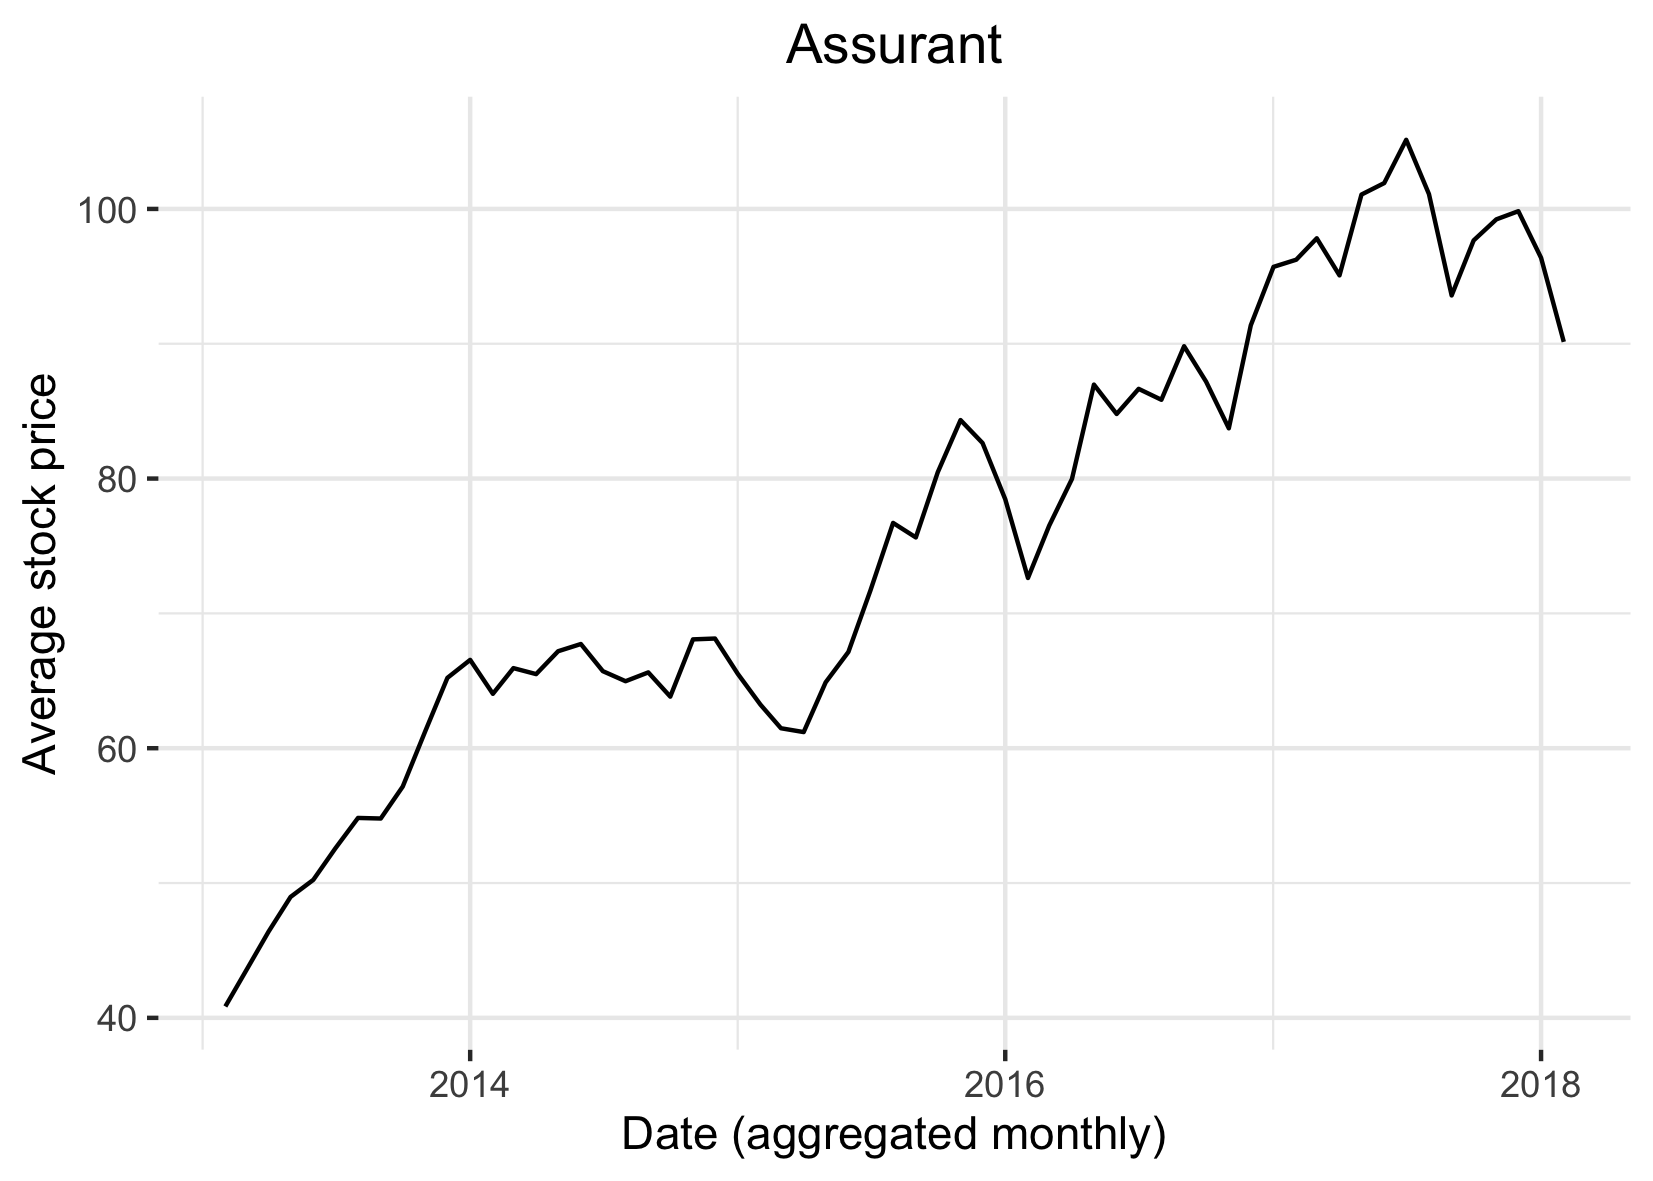 Assurant
Average stock price
100
80
60
40
2014 2016 2018
Date (aggregated monthly)